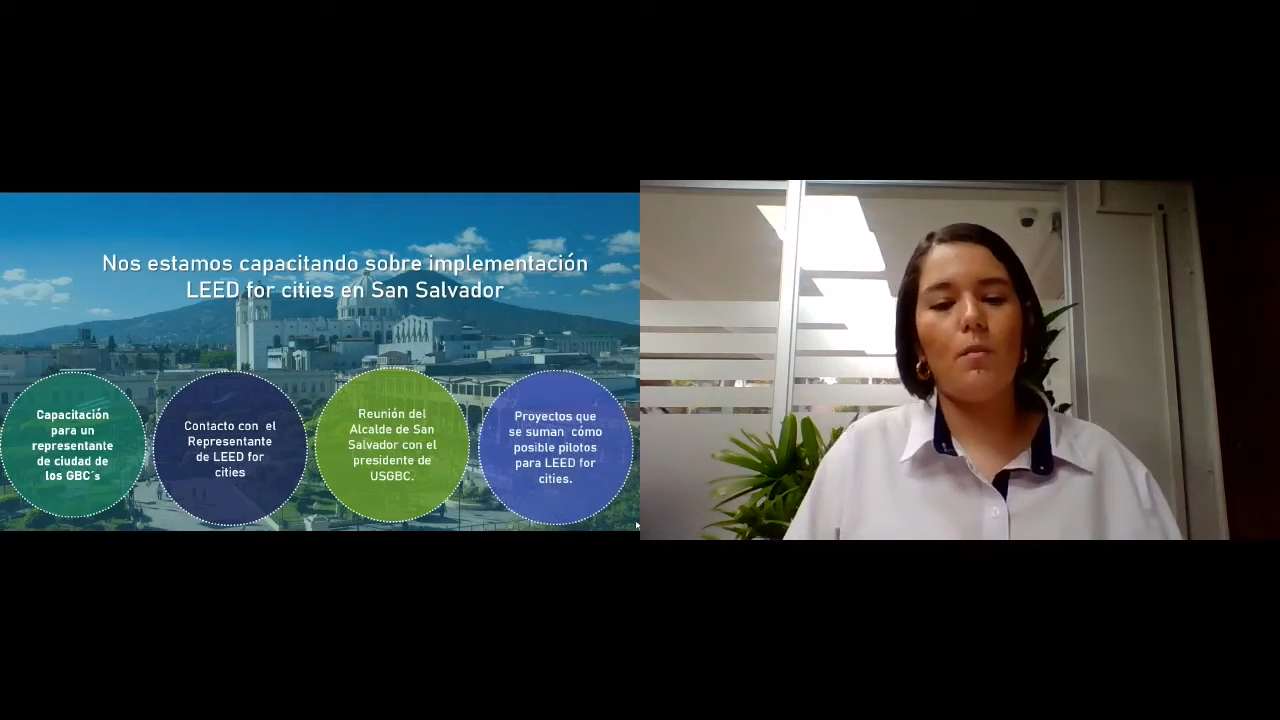 Nos estamos capacitando sobre implementación
LEED for cities en San Salvador
Capacitación
para un
representante
de ciudad de
los GBC´s
Contacto con el
Representante
de LEED for
cities
Reunión del
Alcalde de San
Salvador con el
presidente de
USGBC.
Proyectos que
se suman cómo
posible pilotos
para LEED for
cities.